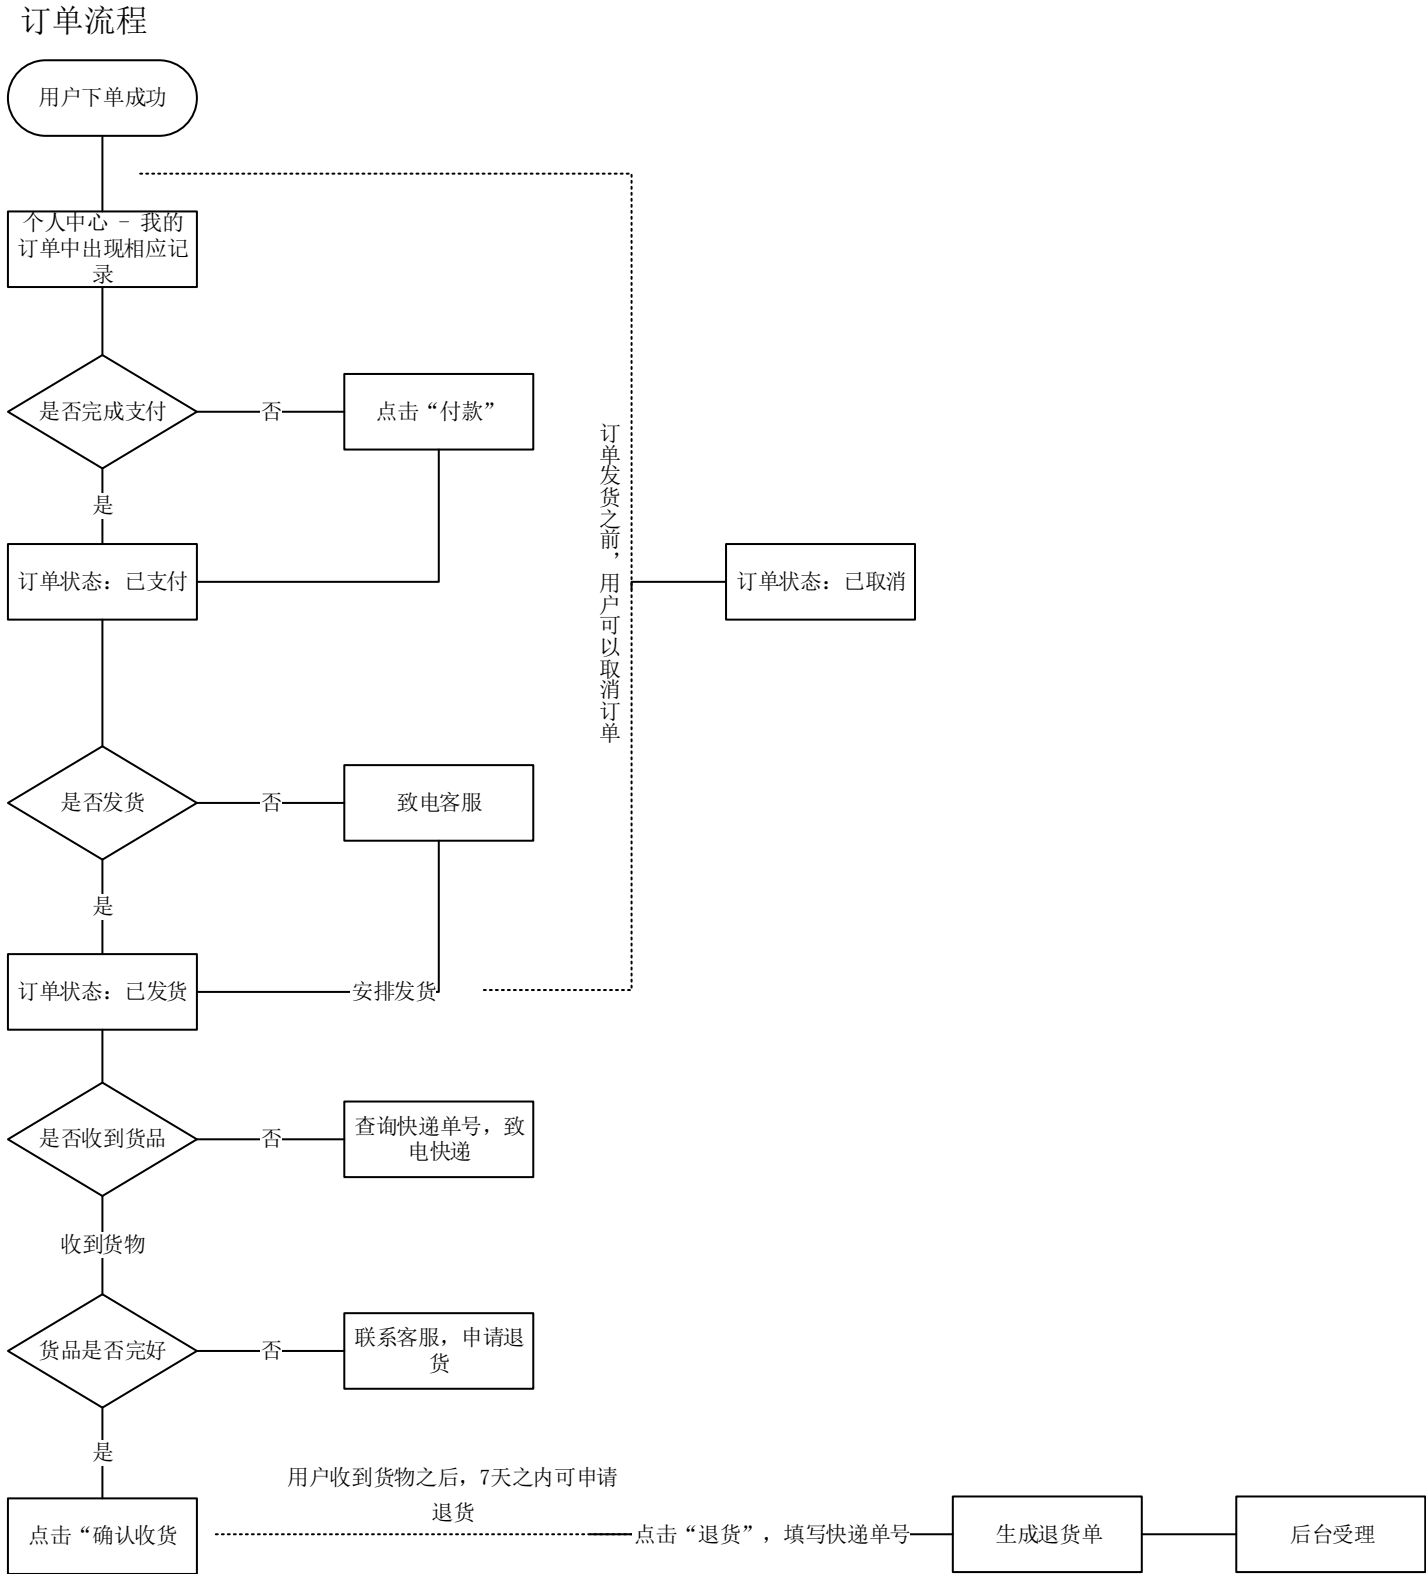 订单流程
用户下单成功
个人中心 - 我的
订单中出现相应记
录
是否完成支付
否
点击“付款”
是
订单状态：已支付
订单发货之前，用户可以取消订单
订单状态：已取消
是否发货
否
致电客服
是
订单状态：已发货
安排发货
是否收到货品
否
查询快递单号，致
电快递
收到货物
货品是否完好
否
联系客服，申请退
货
是
用户收到货物之后，7天之内可申请
退货
点击“确认收货
点击“退货”，填写快递单号
生成退货单
后台受理